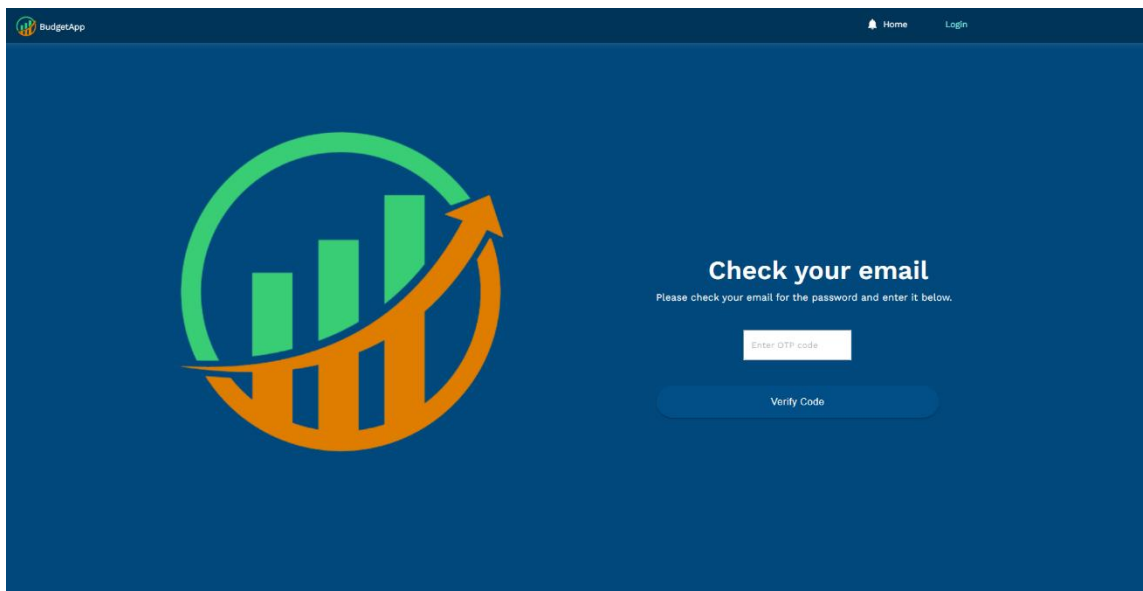 BudgetApp
Home
Login
Check your email
Please check your email for the password and enter it below.
Enter OTP code
Verify Code